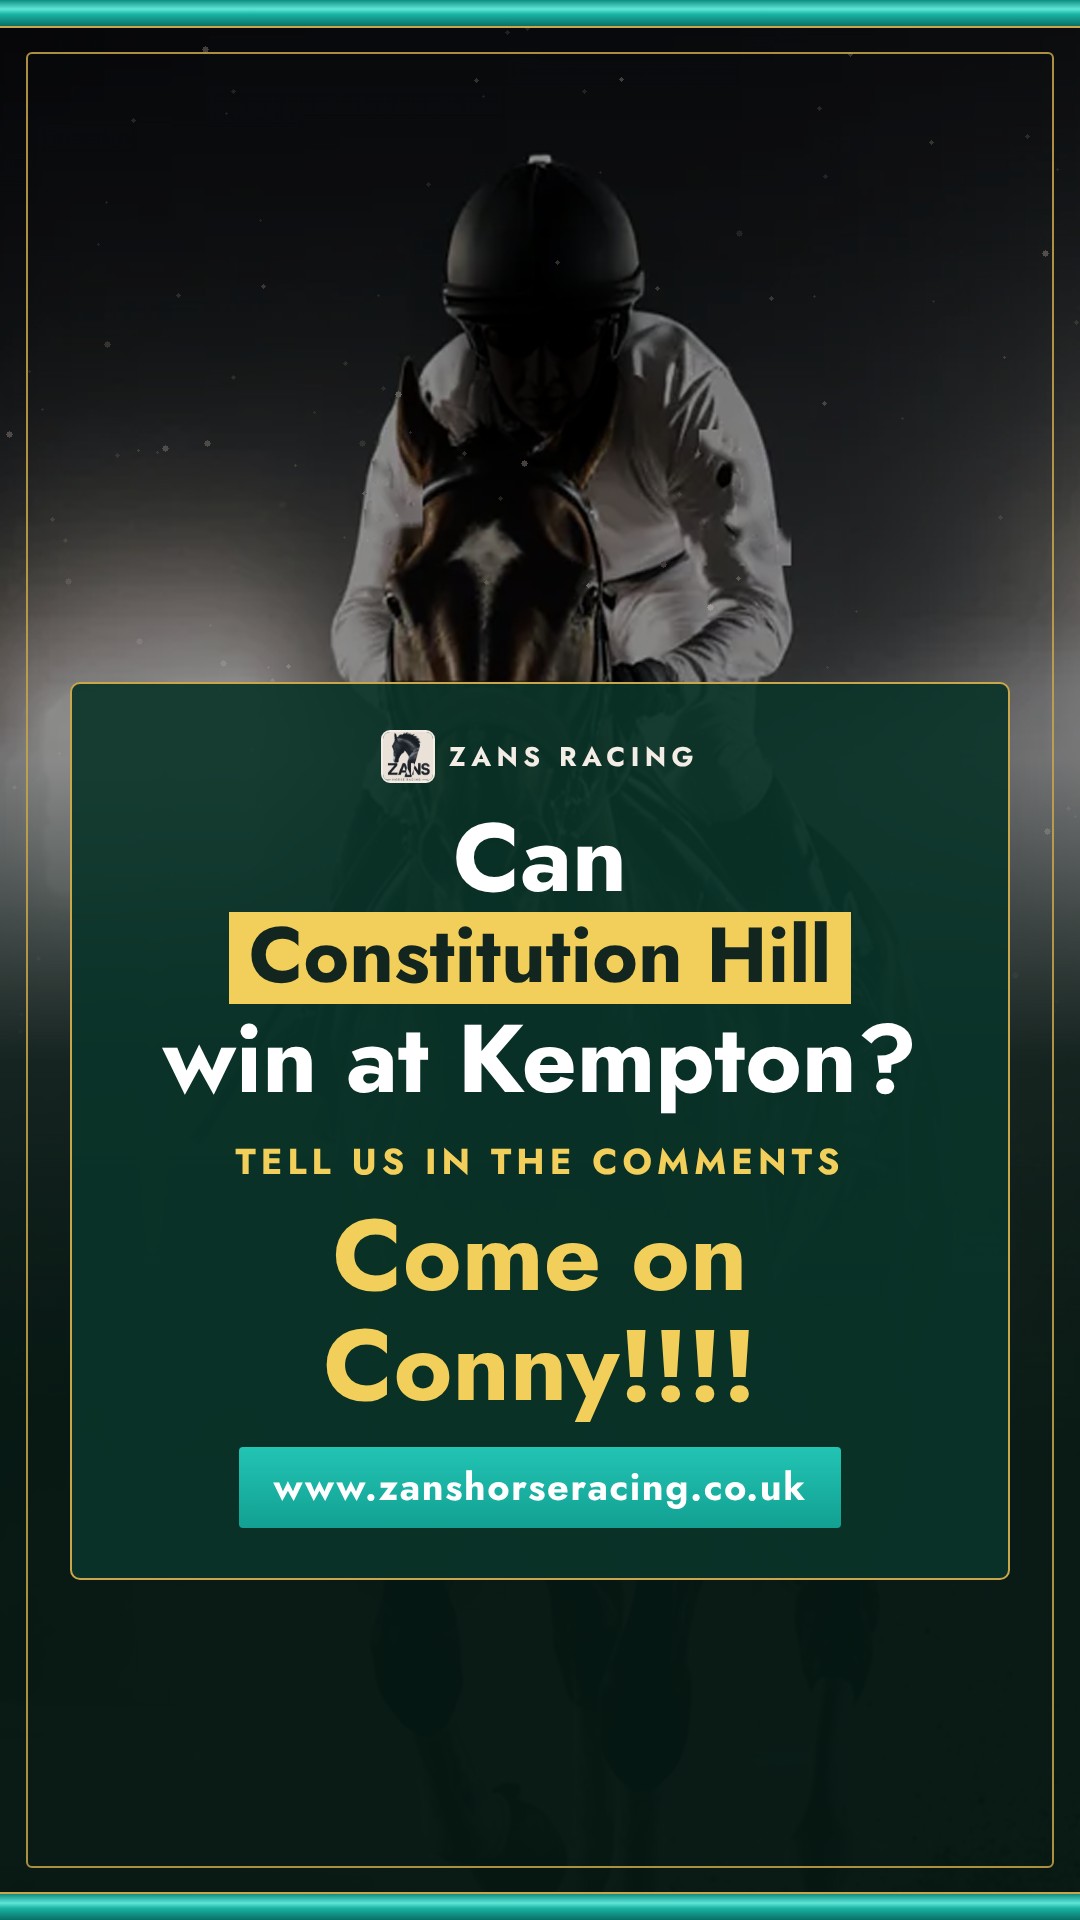 ZANS
ZANS RACING
Can
Constitution Hill
win at Kempton?
TELL US IN THE COMMENTS
Come on
Conny!!!!
www.zanshorseracing.co.uk